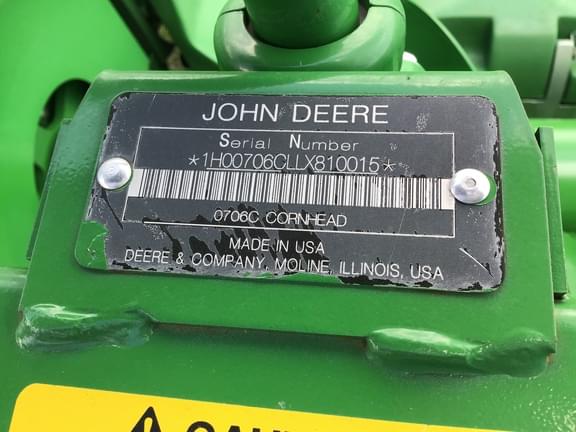 JOHN DEERE
Serial Number
*1H00706CLLX810015*
0706C CORNHEAD
MADE IN USA
DEERE & COMPANY, MOLINE, ILLINOIS, USA